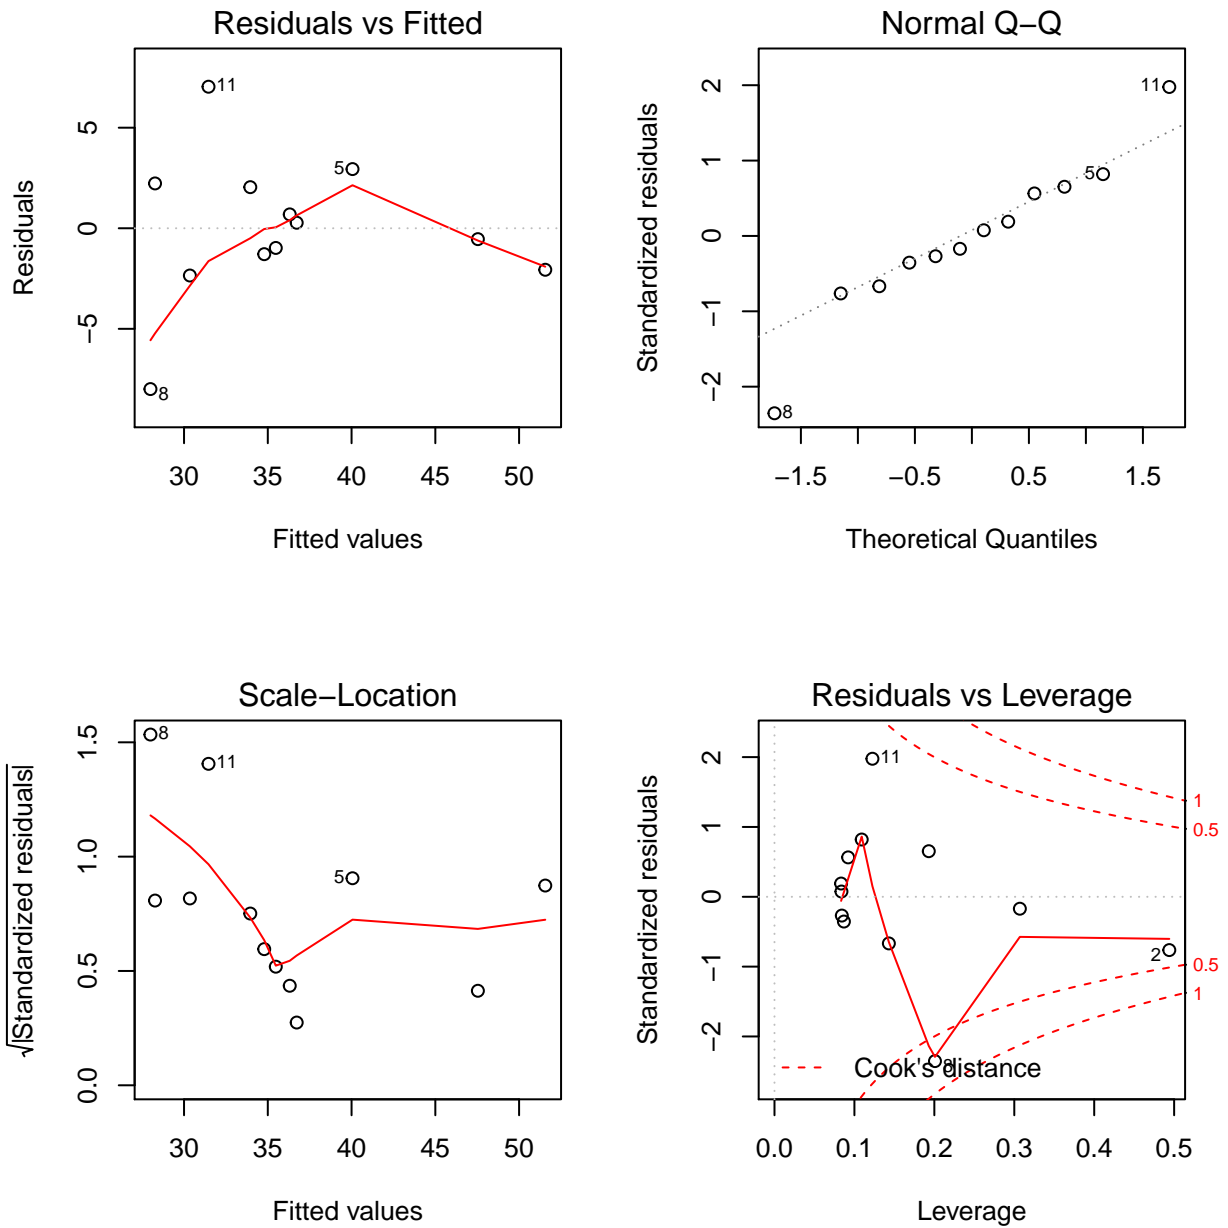 Residuals vs Fitted
Residuals
5
0
−5
11
5
8
30 35 40 45 50
Fitted values
Normal Q−Q
Standardized residuals
2
1
0
−1
−2
11
5
8
−1.5 −0.5 0.5 1.5
Theoretical Quantiles
Scale−Location
√|Standardized residuals|
1.5
1.0
0.5
0.0
8
11
5
30 35 40 45 50
Fitted values
Residuals vs Leverage
Standardized residuals
2
1
0
−1
−2
11
2
8
1
0.5
0.5
1
Cook's distance
0.0 0.1 0.2 0.3 0.4 0.5
Leverage